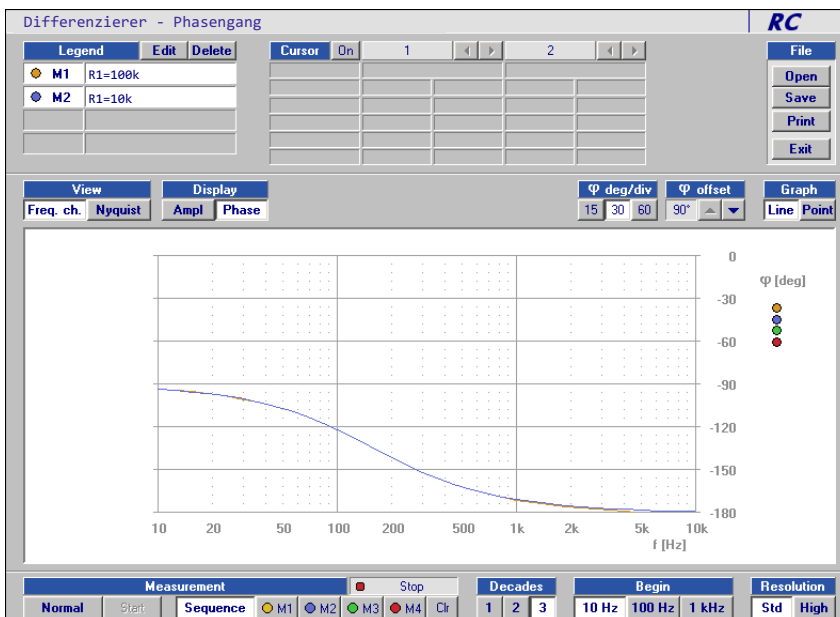 Differenzierer - Phasengang
RC
Legend Edit Delete
Cursor On 1 2
File
M1 R1=100k
M2 R1=10k
Open
Save
Print
Exit
View
Display
φ deg/div
φ offset
Graph
Freq. ch. Nyquist
Ampl Phase
15 30 60
90°
Line Point
0
-30
-60
-90
-120
-150
-180
φ [deg]
10 20 50 100 200 500 1k 2k 5k 10k
f [Hz]
Measurement
Stop
Decades
Begin
Resolution
Normal Start Sequence M1 M2 M3 M4 Clr
1 2 3
10 Hz 100 Hz 1 kHz
Std High